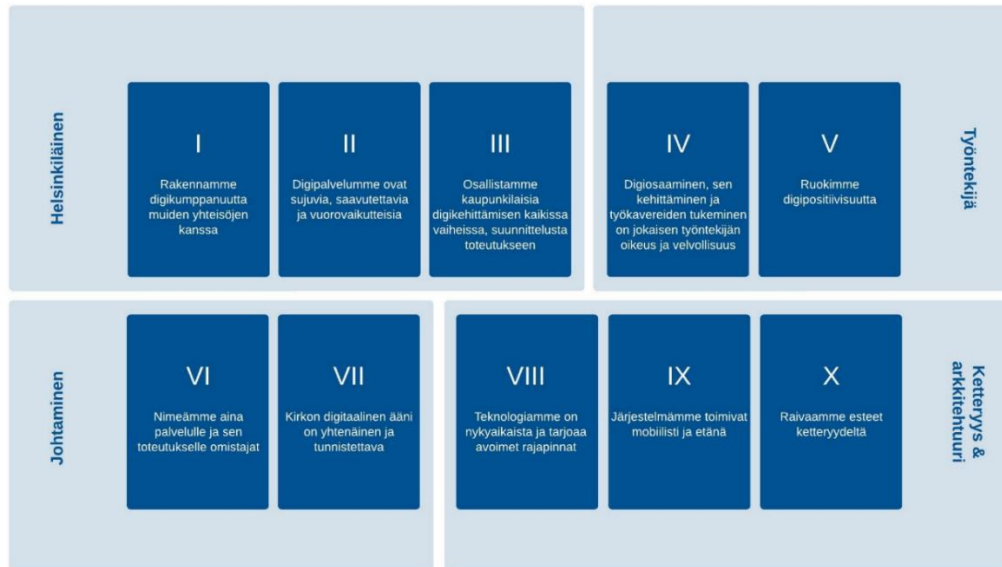 Helsinkiläinen
I
Rakennamme
digikumppanuutta
muiden yhteisöjen
kanssa
II
Digipalvelumme ovat
sujuvia, saavutettavia
ja vuorovaikutteisia
III
Osallistamme
kaupunkilaisia
digikehittämisen kaikissa
vaiheissa, suunnittelusta
toteutukseen
IV
Digiosaaminen, sen
kehittäminen ja
työkavereiden tukeminen
on jokaisen työntekijän
oikeus ja velvollisuus
V
Ruokimme
digipositiivisuutta
Työntekijä
Johtaminen
VI
Nimeämme aina
palvelulle ja sen
toteutukselle omistajat
VII
Kirkon digitaalinen ääni
on yhtenäinen ja
tunnistettava
VIII
Teknologiamme on
nykyaikaista ja tarjoaa
avoimet rajapinnat
IX
Järjestelmämme toimivat
mobiilisti ja etänä
X
Raivaamme esteet
ketteryydeltä
Ketteryys &
arkkitehtuuri